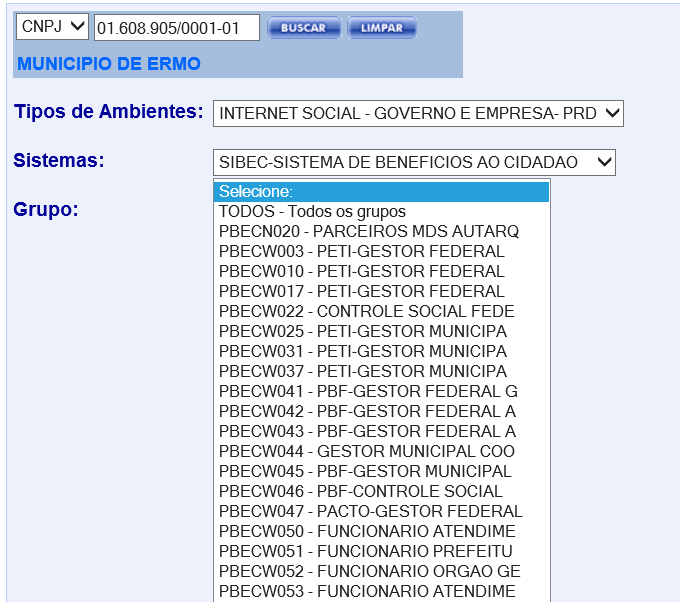 CNPJ 01.608.905/0001-01 BUSCAR LIMPAR
MUNICIPIO DE ERMO
Tipos de Ambientes: INTERNET SOCIAL - GOVERNO E EMPRESA- PRD
Sistemas: SIBEC-SISTEMA DE BENEFICIOS AO CIDADAO
Grupo:
Selecione:
TODOS - Todos os grupos
PBECN020 - PARCEIROS MDS AUTARQ
PBECW003 - PETI-GESTOR FEDERAL
PBECW010 - PETI-GESTOR FEDERAL
PBECW017 - PETI-GESTOR FEDERAL
PBECW022 - CONTROLE SOCIAL FEDE
PBECW025 - PETI-GESTOR MUNICIPA
PBECW031 - PETI-GESTOR MUNICIPA
PBECW037 - PETI-GESTOR MUNICIPA
PBECW041 - PBF-GESTOR FEDERAL G
PBECW042 - PBF-GESTOR FEDERAL A
PBECW043 - PBF-GESTOR FEDERAL A
PBECW044 - GESTOR MUNICIPAL COO
PBECW045 - PBF-GESTOR MUNICIPAL
PBECW046 - PBF-CONTROLE SOCIAL
PBECW047 - PACTO-GESTOR FEDERAL
PBECW050 - FUNCIONARIO ATENDIME
PBECW051 - FUNCIONARIO PREFEITU
PBECW052 - FUNCIONARIO ORGAO GE
PBECW053 - FUNCIONARIO ATENDIME